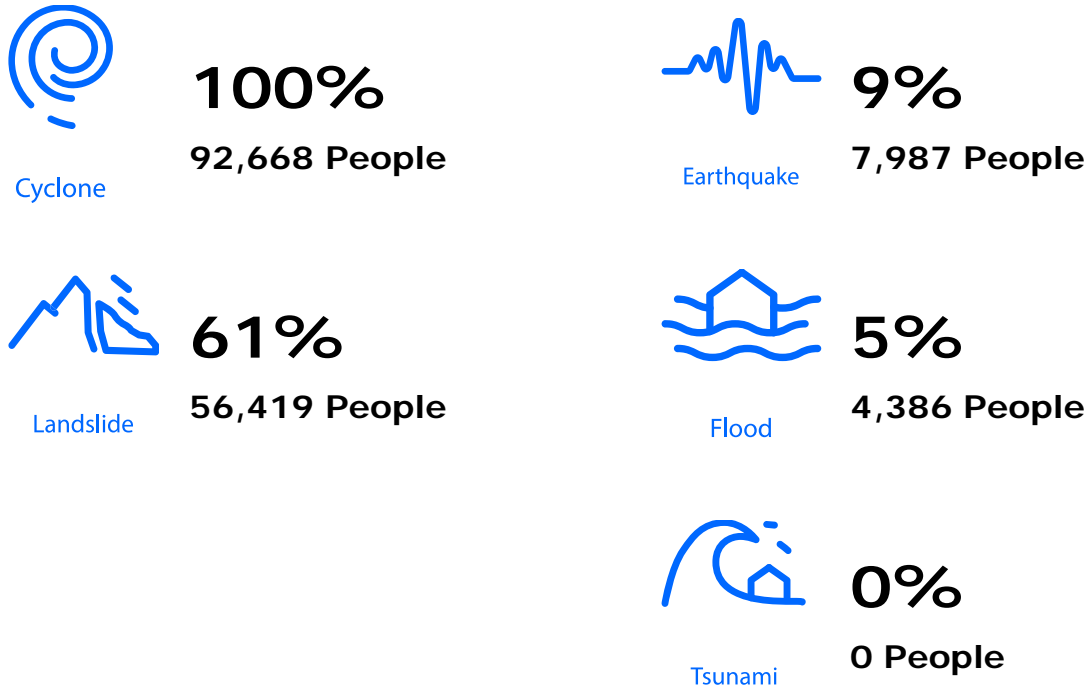 100%
92,668 People
Cyclone
9%
7,987 People
Earthquake
61%
56,419 People
Landslide
5%
4,386 People
Flood
0%
0 People
Tsunami